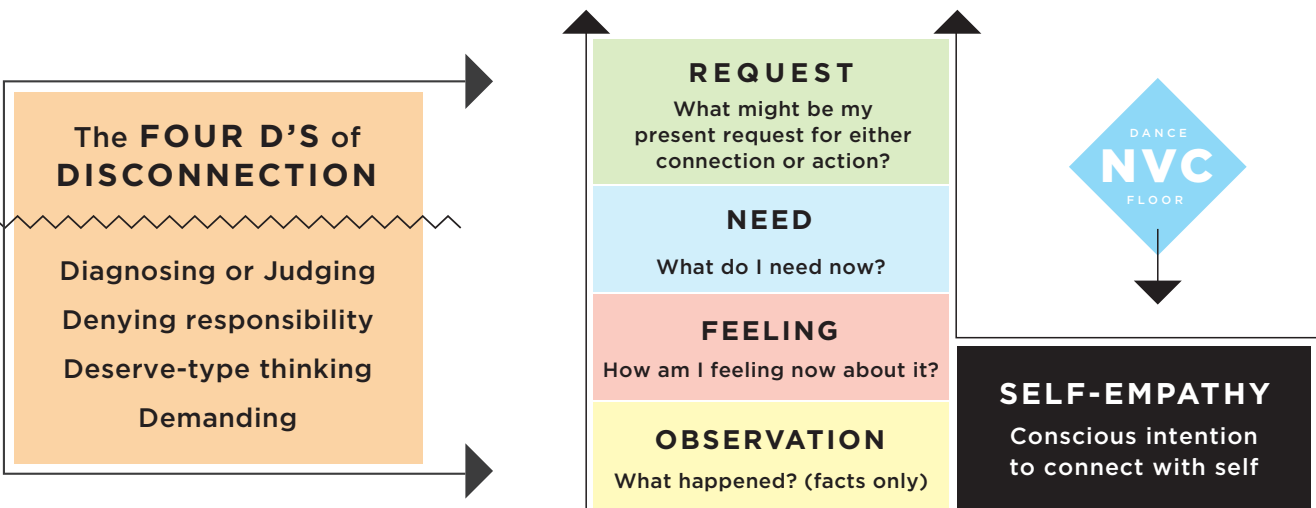 The FOUR D'S of
DISCONNECTION
Diagnosing or Judging
Denying responsibility
Deserve-type thinking
Demanding
REQUEST
What might be my
present request for either
connection or action?
NEED
What do I need now?
FEELING
How am I feeling now about it?
OBSERVATION
What happened? (facts only)
DANCE
NVC
FLOOR
SELF-EMPATHY
Conscious intention
to connect with self